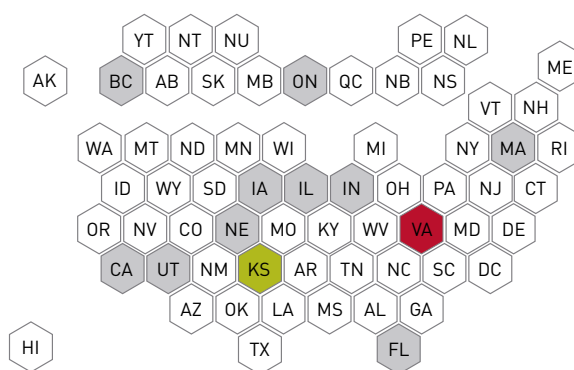 YT NT NU PE NL
ME
AK BC AB SK MB ON QC NB NS
VT NH
WA MT ND MN WI MI NY MA RI
ID WY SD IA IL IN OH PA NJ CT
OR NV CO NE MO KY WV VA MD DE
CA UT NM KS AR TN NC SC DC
AZ OK LA MS AL GA
HI TX FL